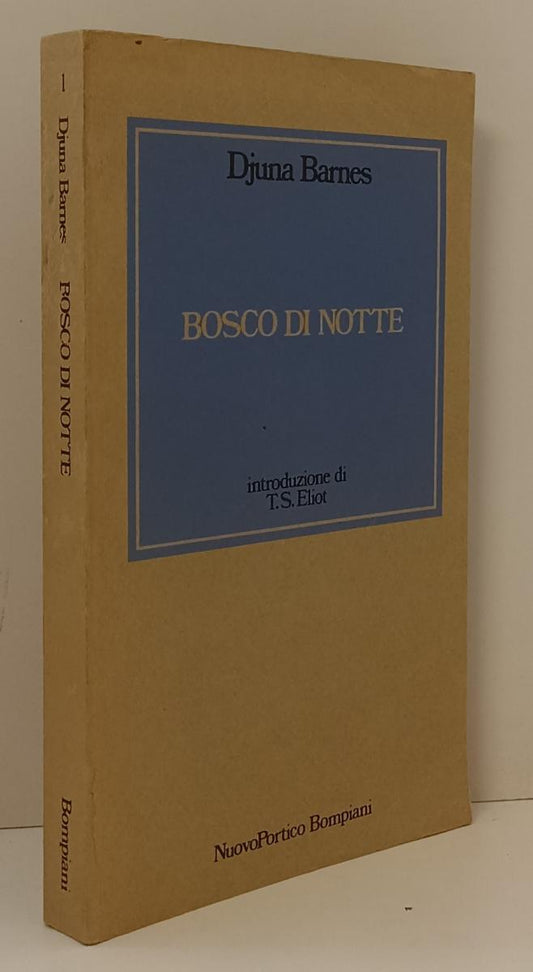 1
Djuna Barnes
BOSCO DI NOTTE
Bompiani
Djuna Barnes
BOSCO DI NOTTE
introduzione di
T.S. Eliot
NuovoPortico Bompiani